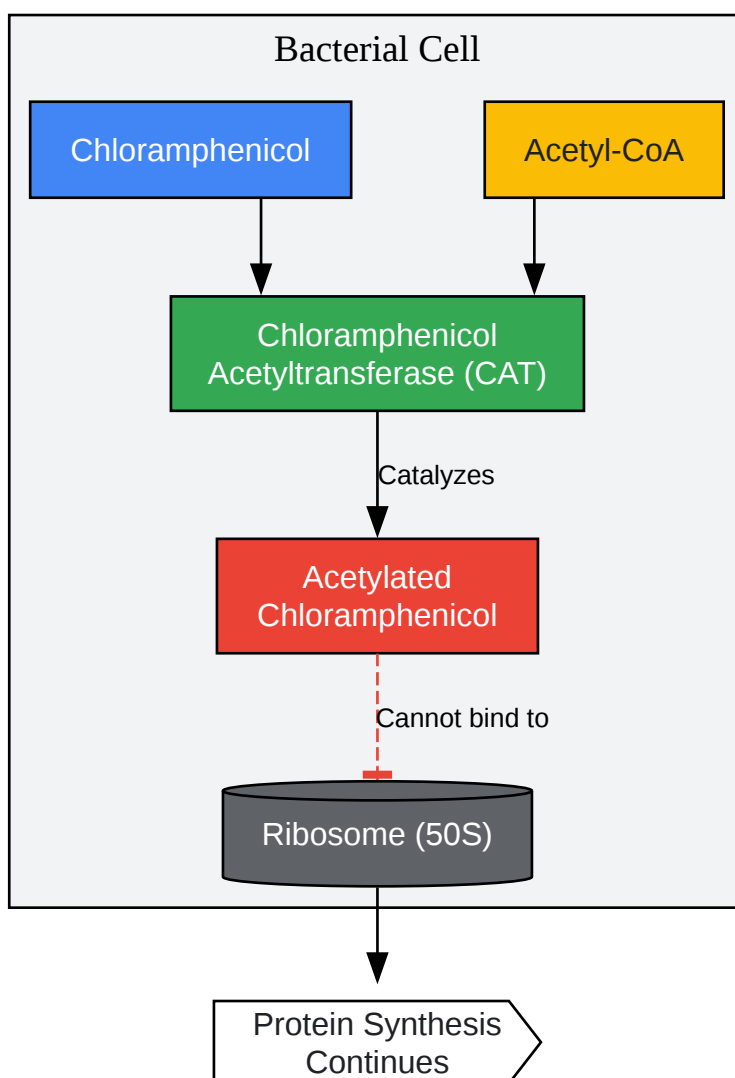 Bacterial Cell
Chloramphenicol
Acetyl-CoA
Chloramphenicol
Acetyltransferase (CAT)
Catalyzes
Acetylated
Chloramphenicol
Cannot bind to
Ribosome (50S)
Protein Synthesis
Continues